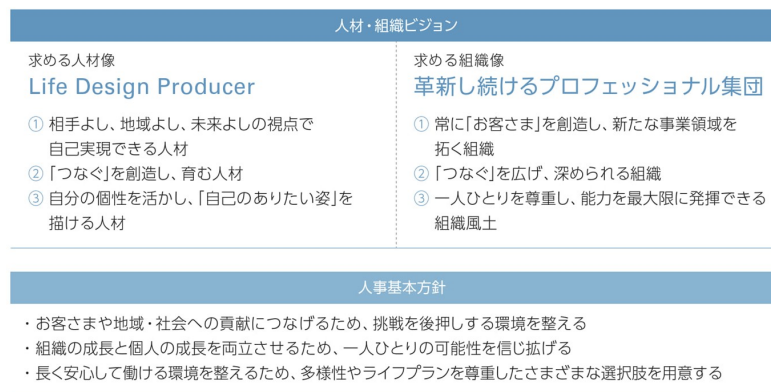 人材・組織ビジョン
求める人材像
Life Design Producer
① 相手よし、地域よし、未来よしの視点で
自己実現できる人材
② 「つなぐ」を創造し、育む人材
③ 自分の個性を活かし、「自己のありたい姿」を
描ける人材
求める組織像
革新し続けるプロフェッショナル集団
① 常に「お客さま」を創造し、新たな事業領域を
拓く組織
② 「つなぐ」を広げ、深められる組織
③ 一人ひとりを尊重し、能力を最大限に発揮できる
組織風土
人事基本方針
・お客さまや地域・社会への貢献につなげるため、挑戦を後押しする環境を整える
・組織の成長と個人の成長を両立させるため、一人ひとりの可能性を信じ拡げる
・長く安心して働ける環境を整えるため、多様性やライフプランを尊重したさまざまな選択肢を用意する